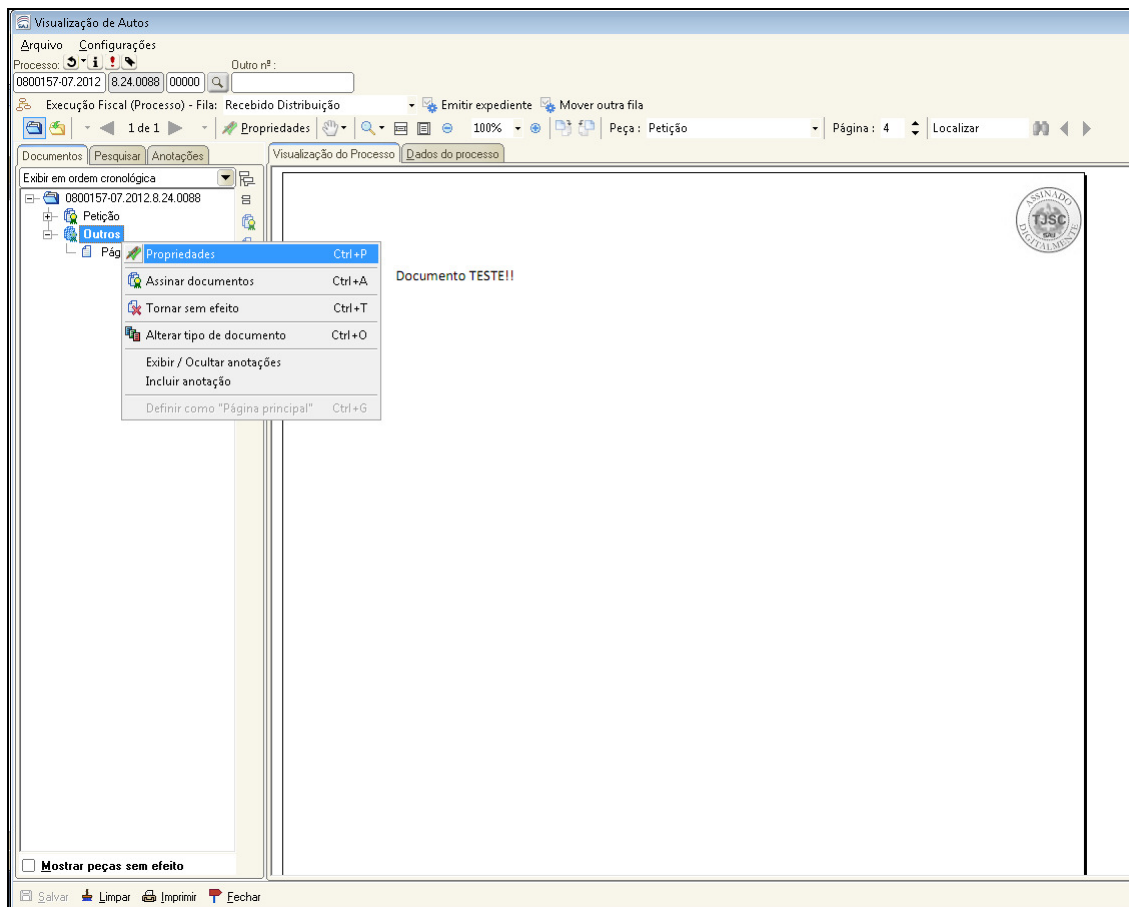 Visualização de Autos
Arquivo Configurações
Processo: Outro nº :
0800157-07.2012 8.24.0088 00000
Execução Fiscal (Processo) - Fila: Recebido Distribuição Emitir expediente Mover outra fila
1 de 1 Propriedades 100% Peça : Petição Página : 4 Localizar
Documentos Pesquisar Anotações Visualização do Processo Dados do processo
Exibir em ordem cronológica
0800157-07.2012.8.24.0088
Petição
Outros
Pág
Propriedades Ctrl+P
Assinar documentos Ctrl+A
Tornar sem efeito Ctrl+T
Alterar tipo de documento Ctrl+O
Exibir / Ocultar anotações
Incluir anotação
Definir como "Página principal" Ctrl+G
ASSINADO
TJSC
SAJ
DIGITALMENTE
Documento TESTE!!
Mostrar peças sem efeito
Salvar Limpar Imprimir Fechar